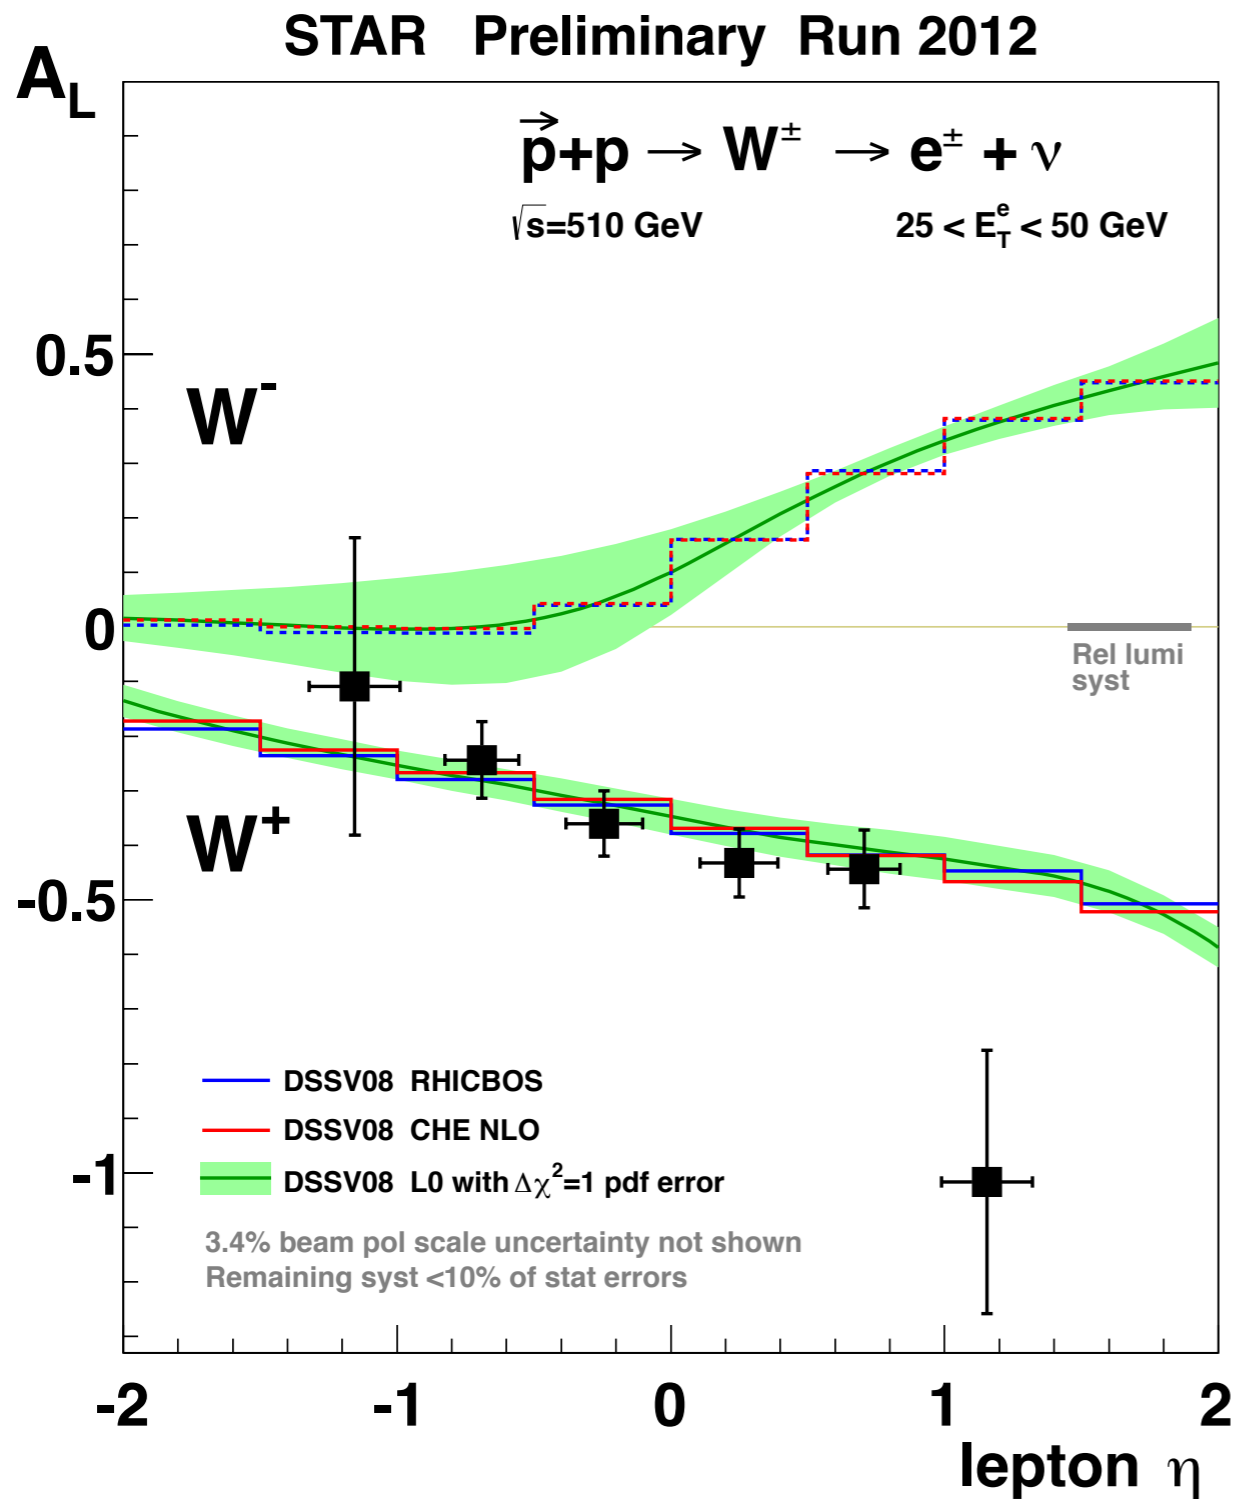 STAR Preliminary Run 2012
A_L
p⃗+p → W^± → e^± + ν
√s=510 GeV 25 < E_T^e < 50 GeV
0.5
W^-
0
Rel lumi
syst
W^+
-0.5
DSSV08 RHICBOS
DSSV08 CHE NLO
-1
DSSV08 L0 with Δχ^2=1 pdf error
3.4% beam pol scale uncertainty not shown
Remaining syst <10% of stat errors
-2 -1 0 1 2
lepton η